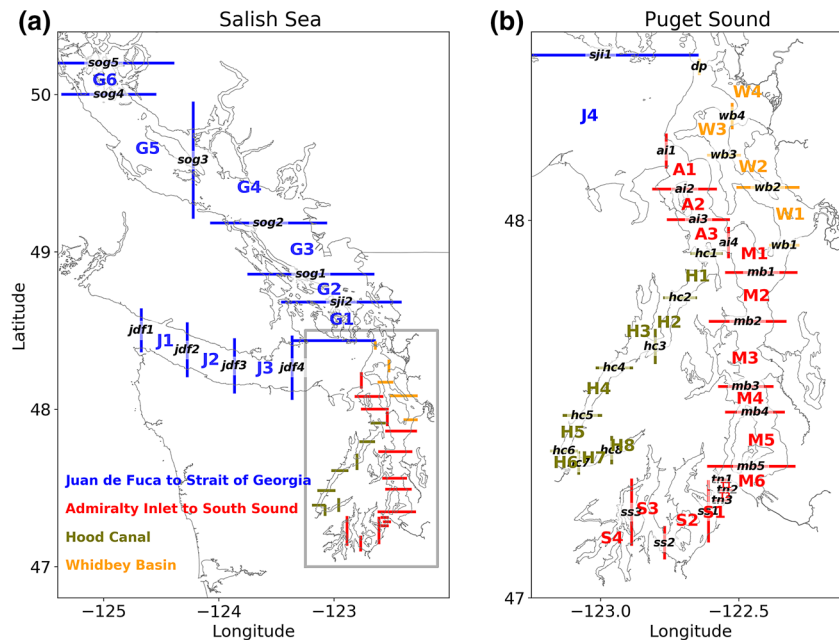 (a)
Salish Sea
sog5
G6
50
sog4
G5
sog3
G4
sog2
49
G3
sog1
G2
sji2
G1
jdf1
J1
jdf2
J2
jdf3
J3
jdf4
48
47
Latitude
Juan de Fuca to Strait of Georgia
Admiralty Inlet to South Sound
Hood Canal
Whidbey Basin
−125
−124
−123
Longitude
(b)
Puget Sound
sji1
dp
J4
W4
wb4
W3
ai1
wb3
W2
A1
ai2
wb2
A2
W1
48
ai3
A3
ai4
wb1
hc1
M1
H1
mb1
hc2
M2
mb2
H3
H2
hc3
M3
hc4
mb3
H4
M4
hc5
mb4
H5
H8
M5
hc6
hc8
H6
H7
hc7
mb5
tn1
M6
tn2
tn3
S3
ss3
ss1
S1
S2
S4
ss2
47
−123.0
−122.5
Longitude